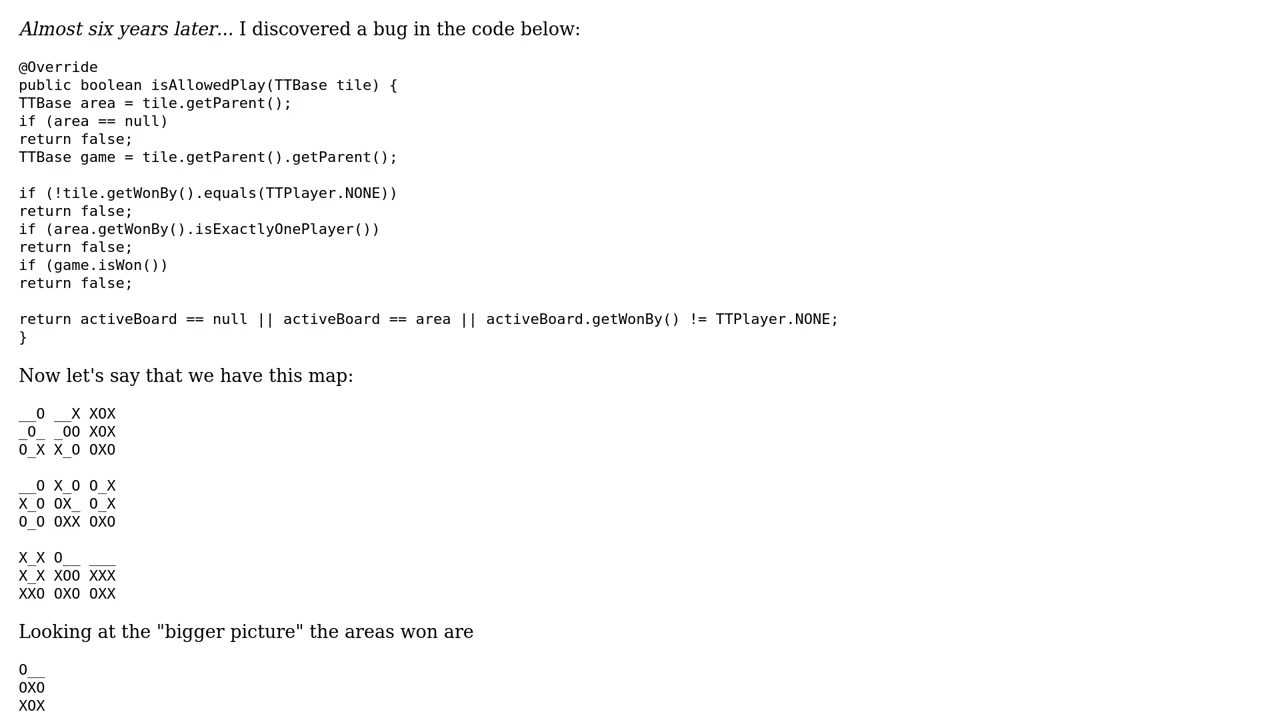 Almost six years later... I discovered a bug in the code below:
@Override
public boolean isAllowedPlay(TTBase tile) {
TTBase area = tile.getParent();
if (area == null)
return false;
TTBase game = tile.getParent().getParent();
if (!tile.getWonBy().equals(TTPlayer.NONE))
return false;
if (area.getWonBy().isExactlyOnePlayer())
return false;
if (game.isWon())
return false;
return activeBoard == null || activeBoard == area || activeBoard.getWonBy() != TTPlayer.NONE;
}
Now let's say that we have this map:
__O __X XOX
_O_ _OO XOX
O_X X_O OXO
__O X_O O_X
X_O OX_ O_X
O_O OXX OXO
X_X O__ ___
X_X XOO XXX
XXO OXO OXX
Looking at the "bigger picture" the areas won are
O__
OXO
XOX